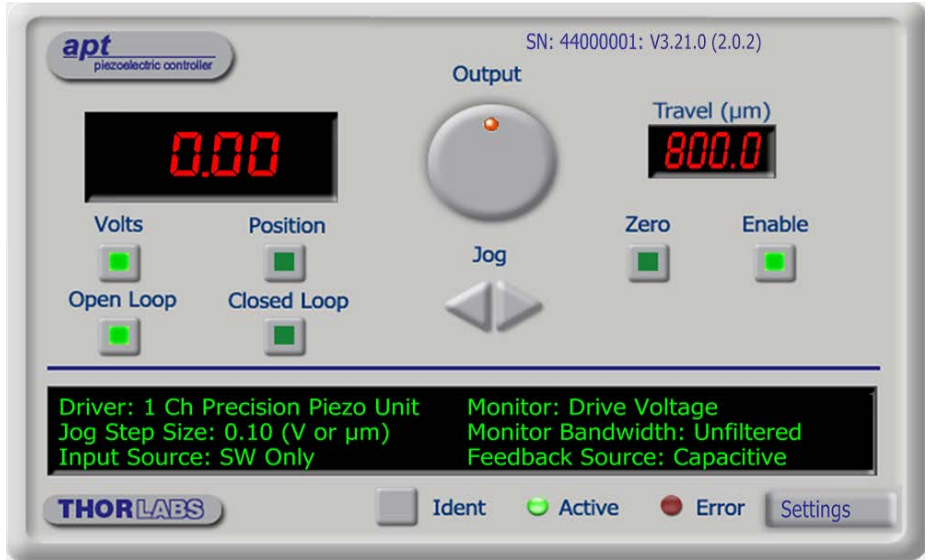 apt
piezoelectric controller
SN: 44000001: V3.21.0 (2.0.2)
Output
Travel (µm)
0.00
800.0
Volts
Position
Zero
Enable
Jog
Open Loop
Closed Loop
Driver: 1 Ch Precision Piezo Unit
Monitor: Drive Voltage
Jog Step Size: 0.10 (V or µm)
Monitor Bandwidth: Unfiltered
Input Source: SW Only
Feedback Source: Capacitive
THORLABS
Ident
Active
Error
Settings